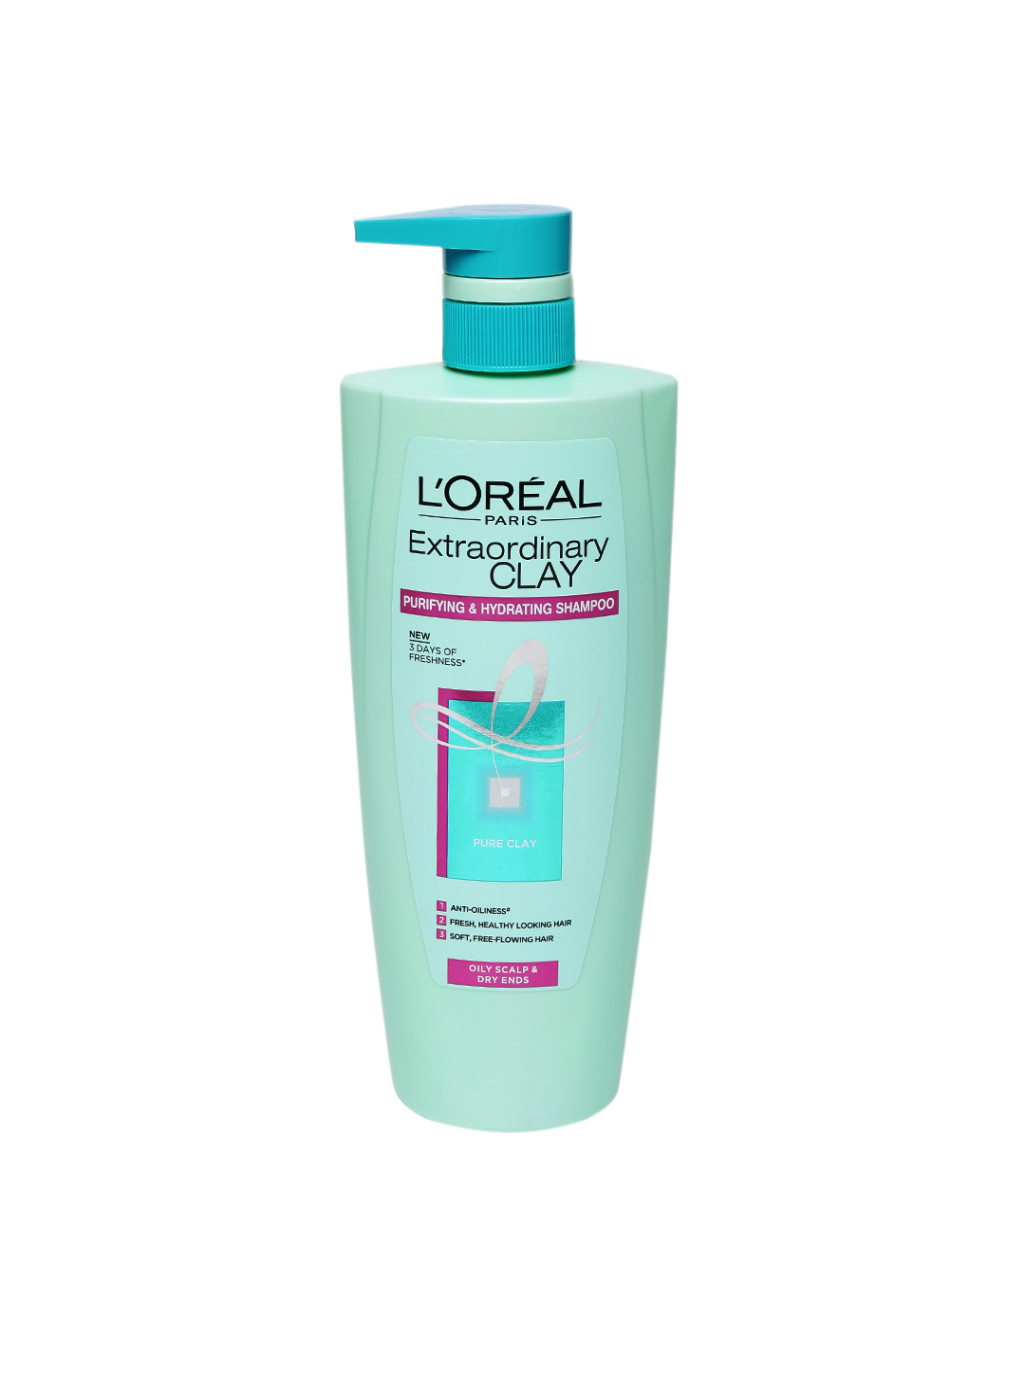 L'ORÉAL
PARIS
Extraordinary
CLAY
PURIFYING & HYDRATING SHAMPOO
NEW
3 DAYS OF
FRESHNESS*
PURE CLAY
1 ANTI-OILINESS#
2 FRESH, HEALTHY LOOKING HAIR
3 SOFT, FREE-FLOWING HAIR
OILY SCALP &
DRY ENDS